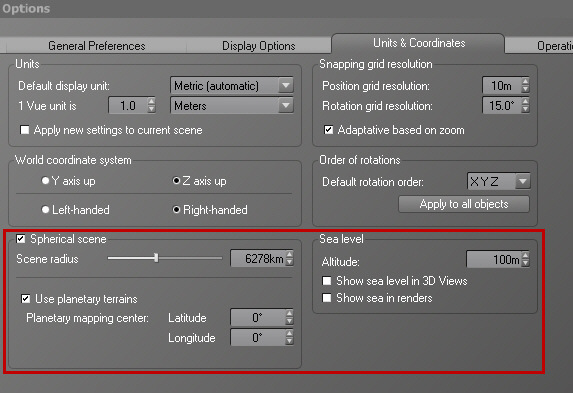 Options
General Preferences
Display Options
Units & Coordinates
Operati
Units
Default display unit:
Metric (automatic)
1 Vue unit is
1.0
Meters
Apply new settings to current scene
Snapping grid resolution
Position grid resolution:
10m
Rotation grid resolution:
15.0°
Adaptative based on zoom
World coordinate system
Y axis up
Z axis up
Left-handed
Right-handed
Order of rotations
Default rotation order:
XYZ
Apply to all objects
Spherical scene
Scene radius
6278km
Use planetary terrains
Planetary mapping center:
Latitude
0°
Longitude
0°
Sea level
Altitude:
100m
Show sea level in 3D Views
Show sea in renders